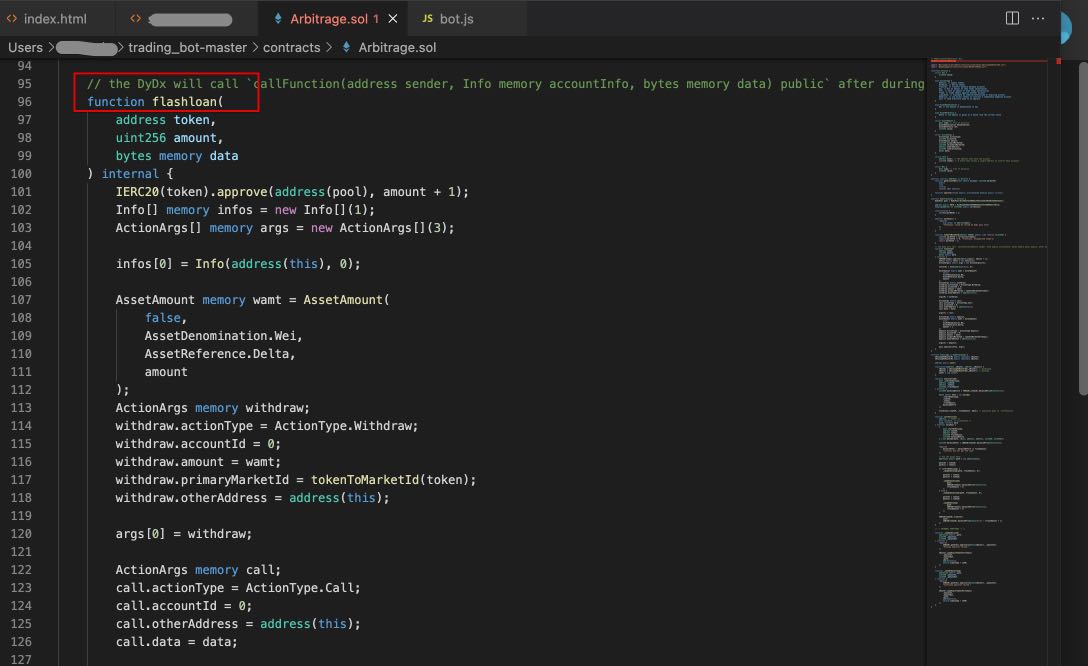 index.html
Arbitrage.sol 1
JS bot.js
Users > trading_bot-master > contracts > Arbitrage.sol
94
95 // the DyDx will call `callFunction(address sender, Info memory accountInfo, bytes memory data) public` after during
96 function flashloan(
97 address token,
98 uint256 amount,
99 bytes memory data
100 ) internal {
101 IERC20(token).approve(address(pool), amount + 1);
102 Info[] memory infos = new Info[](1);
103 ActionArgs[] memory args = new ActionArgs[](3);
104
105 infos[0] = Info(address(this), 0);
106
107 AssetAmount memory wamt = AssetAmount(
108 false,
109 AssetDenomination.Wei,
110 AssetReference.Delta,
111 amount
112 );
113 ActionArgs memory withdraw;
114 withdraw.actionType = ActionType.Withdraw;
115 withdraw.accountId = 0;
116 withdraw.amount = wamt;
117 withdraw.primaryMarketId = tokenToMarketId(token);
118 withdraw.otherAddress = address(this);
119
120 args[0] = withdraw;
121
122 ActionArgs memory call;
123 call.actionType = ActionType.Call;
124 call.accountId = 0;
125 call.otherAddress = address(this);
126 call.data = data;
127